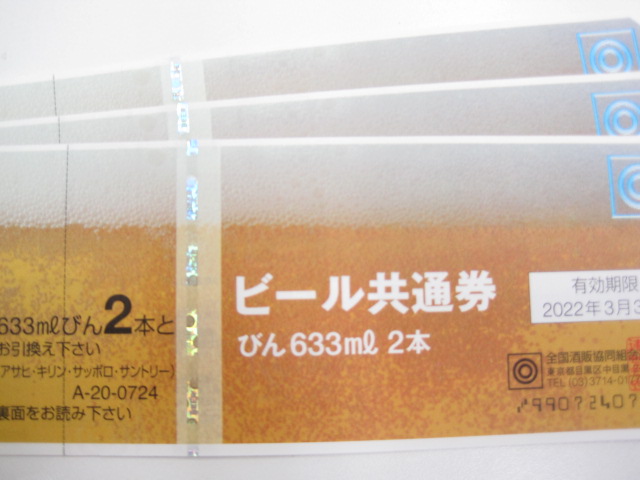 633mlびん2本と
お引換え下さい
(アサヒ・キリン・サッポロ・サントリー)
A-20-0724
裏面をお読み下さい
ビール共通券
びん633ml 2本
有効期限
2022年3月3
全国酒販協同組合
東京都目黒区中目黒
TEL (03)3714-017